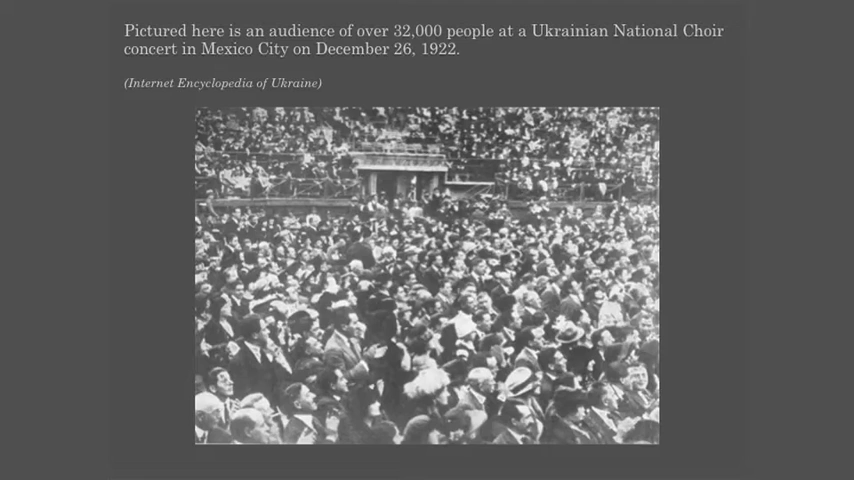 Pictured here is an audience of over 32,000 people at a Ukrainian National Choir
concert in Mexico City on December 26, 1922.
(Internet Encyclopedia of Ukraine)